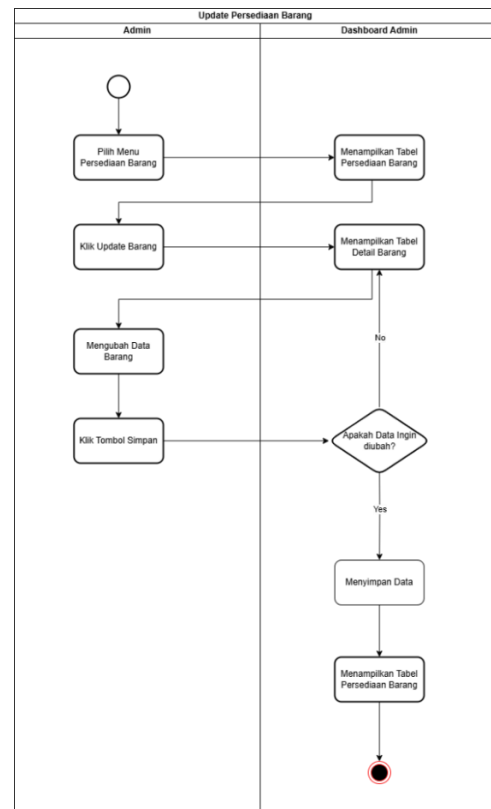 Update Persediaan Barang
Admin
Dashboard Admin
Pilih Menu
Persediaan Barang
Menampilkan Tabel
Persediaan Barang
Klik Update Barang
Menampilkan Tabel
Detail Barang
Mengubah Data
Barang
No
Klik Tombol Simpan
Apakah Data Ingin
diubah?
Yes
Menyimpan Data
Menampilkan Tabel
Persediaan Barang